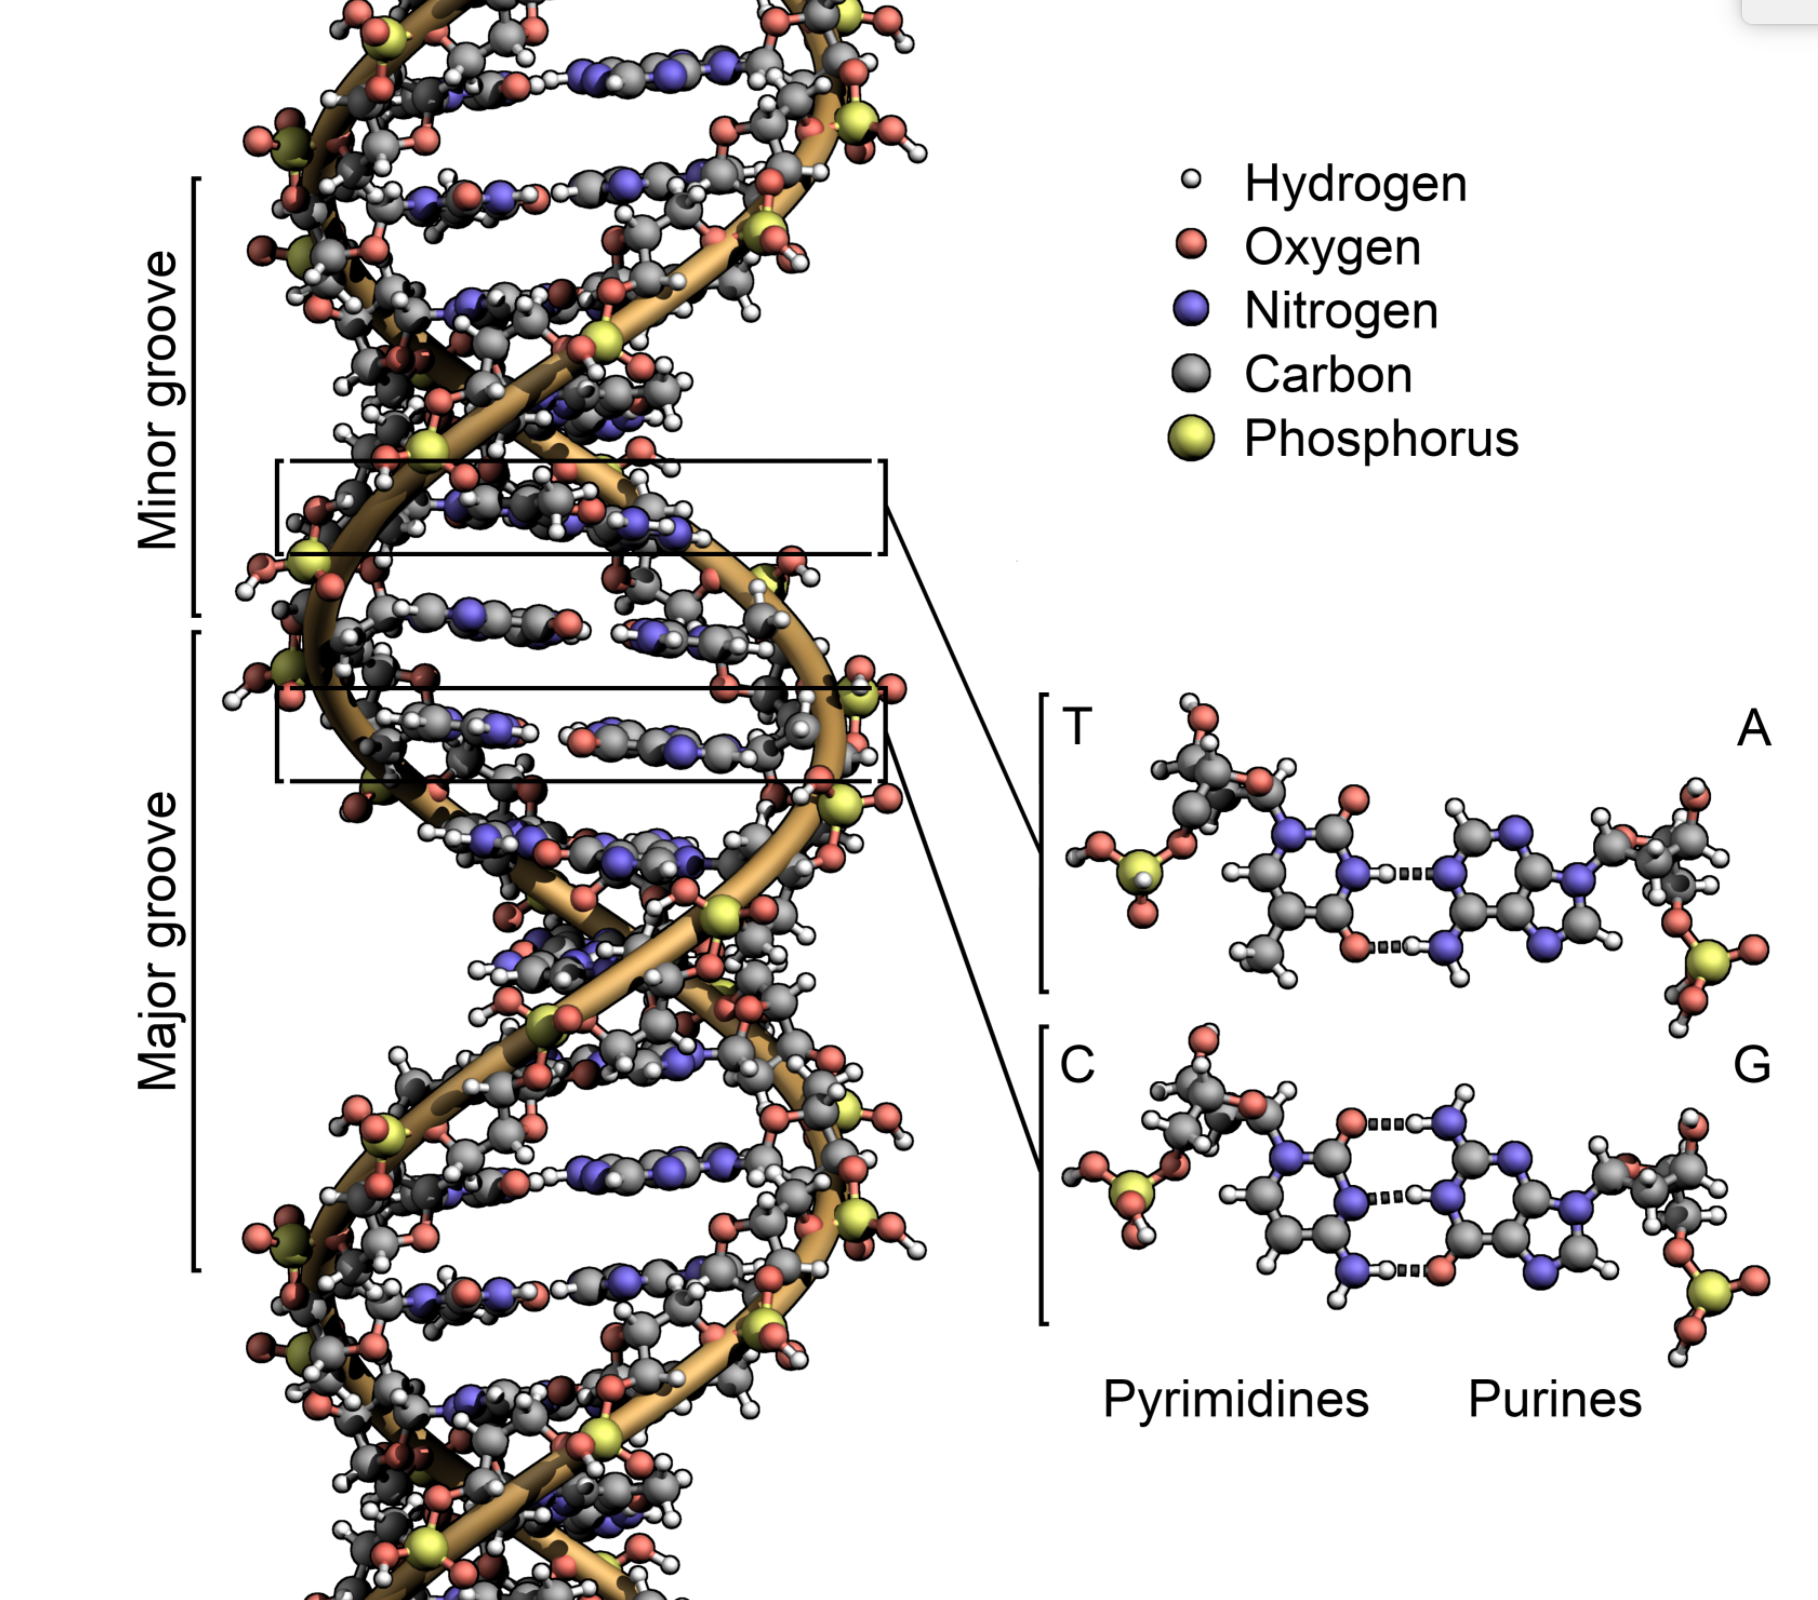 Minor groove
Major groove
Hydrogen
Oxygen
Nitrogen
Carbon
Phosphorus
T
A
C
G
Pyrimidines
Purines